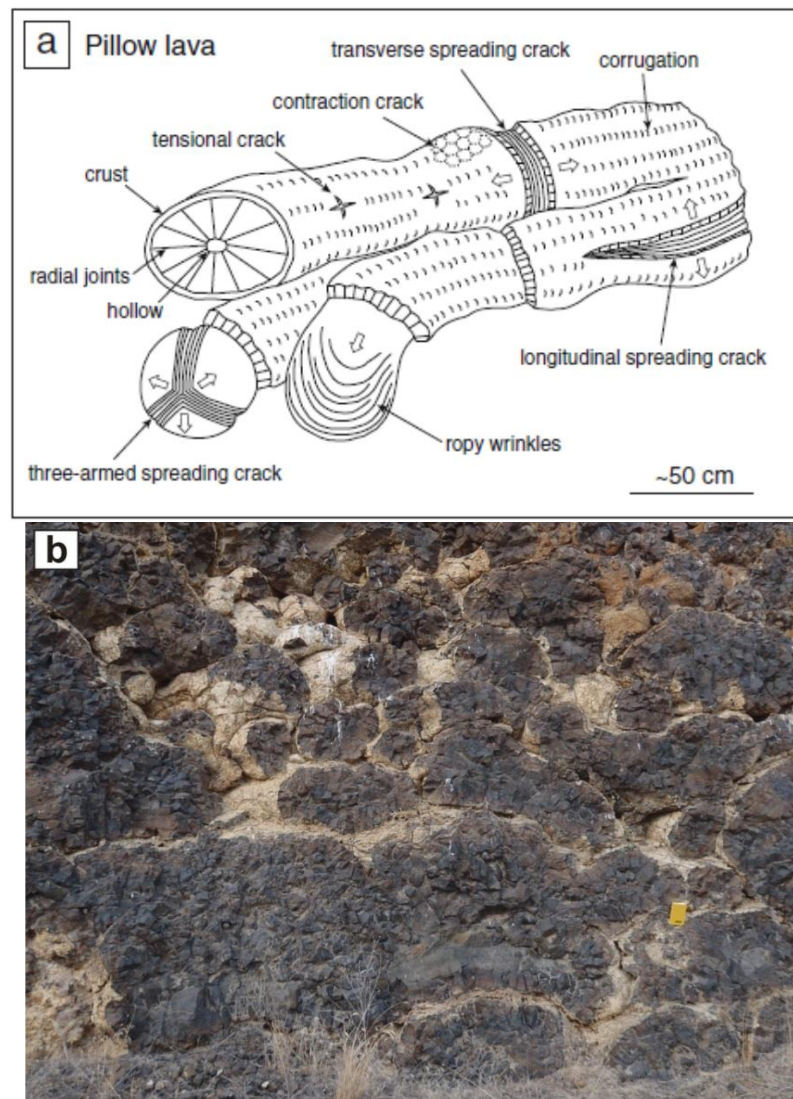 a Pillow lava
transverse spreading crack
corrugation
contraction crack
tensional crack
crust
radial joints
hollow
longitudinal spreading crack
ropy wrinkles
three-armed spreading crack
~50 cm
b